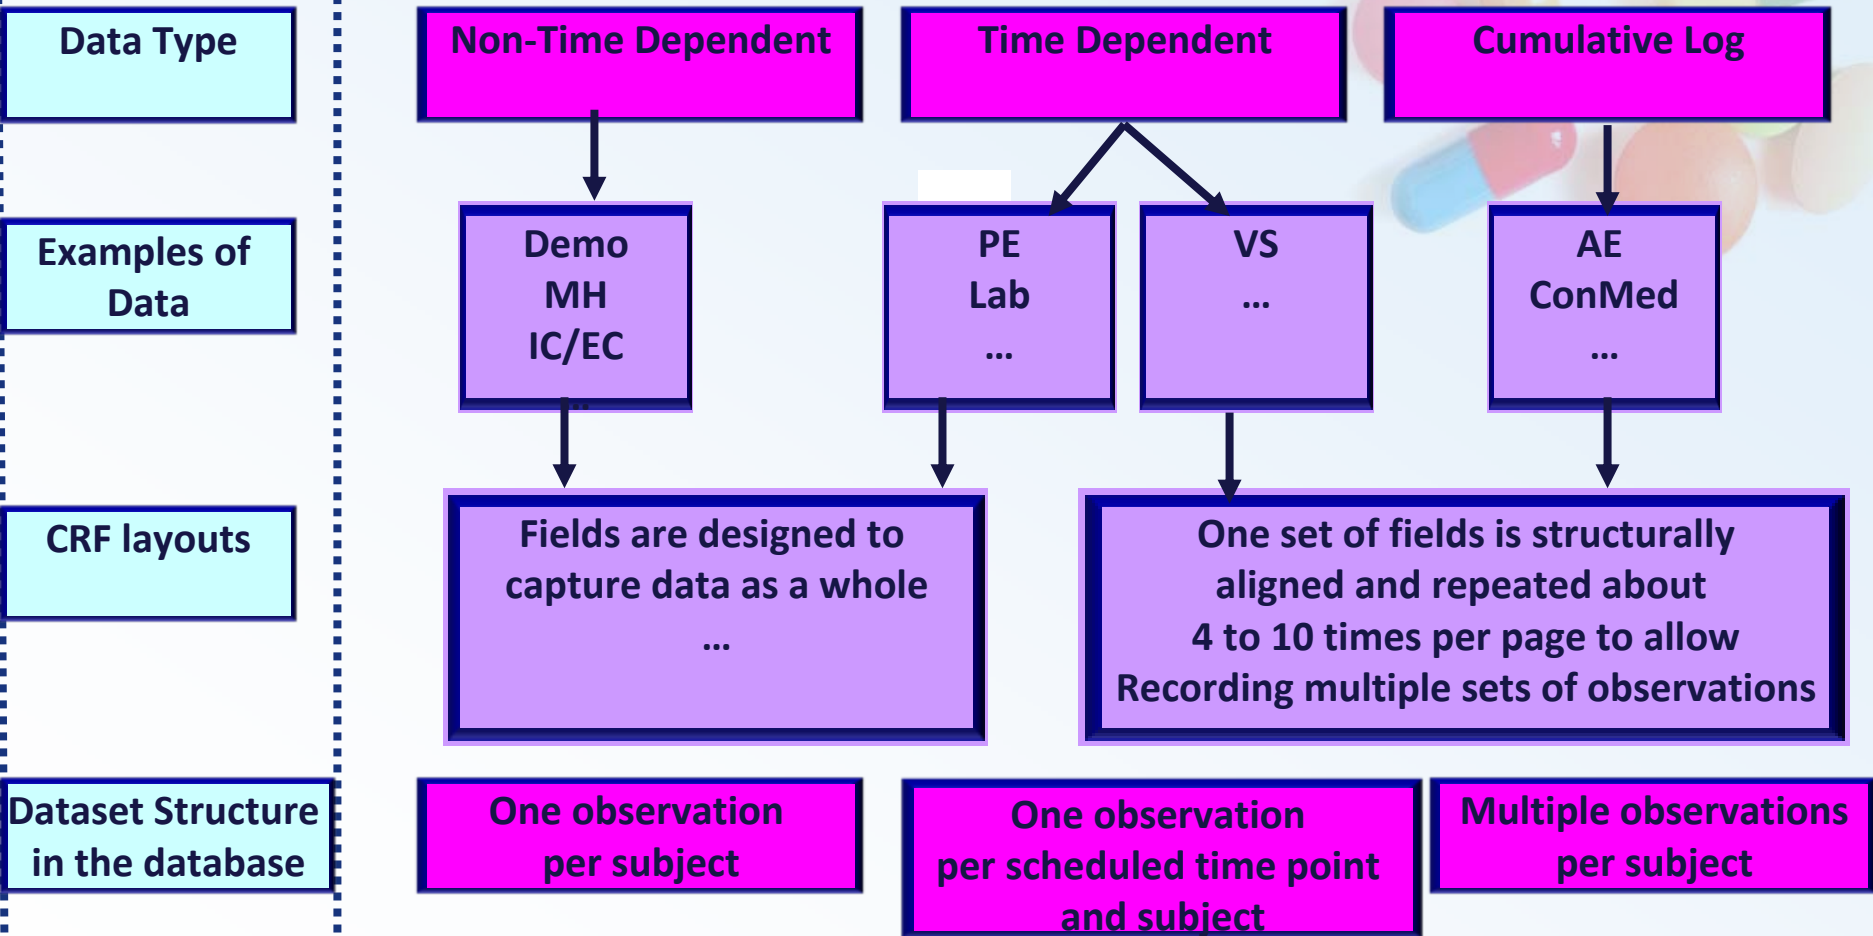 Data Type
Non-Time Dependent
Time Dependent
Cumulative Log
Examples of
Data
Demo
MH
IC/EC
...
PE
Lab
...
VS
...
AE
ConMed
...
CRF layouts
Fields are designed to
capture data as a whole
...
One set of fields is structurally
aligned and repeated about
4 to 10 times per page to allow
Recording multiple sets of observations
Dataset Structure
in the database
One observation
per subject
One observation
per scheduled time point
and subject
Multiple observations
per subject